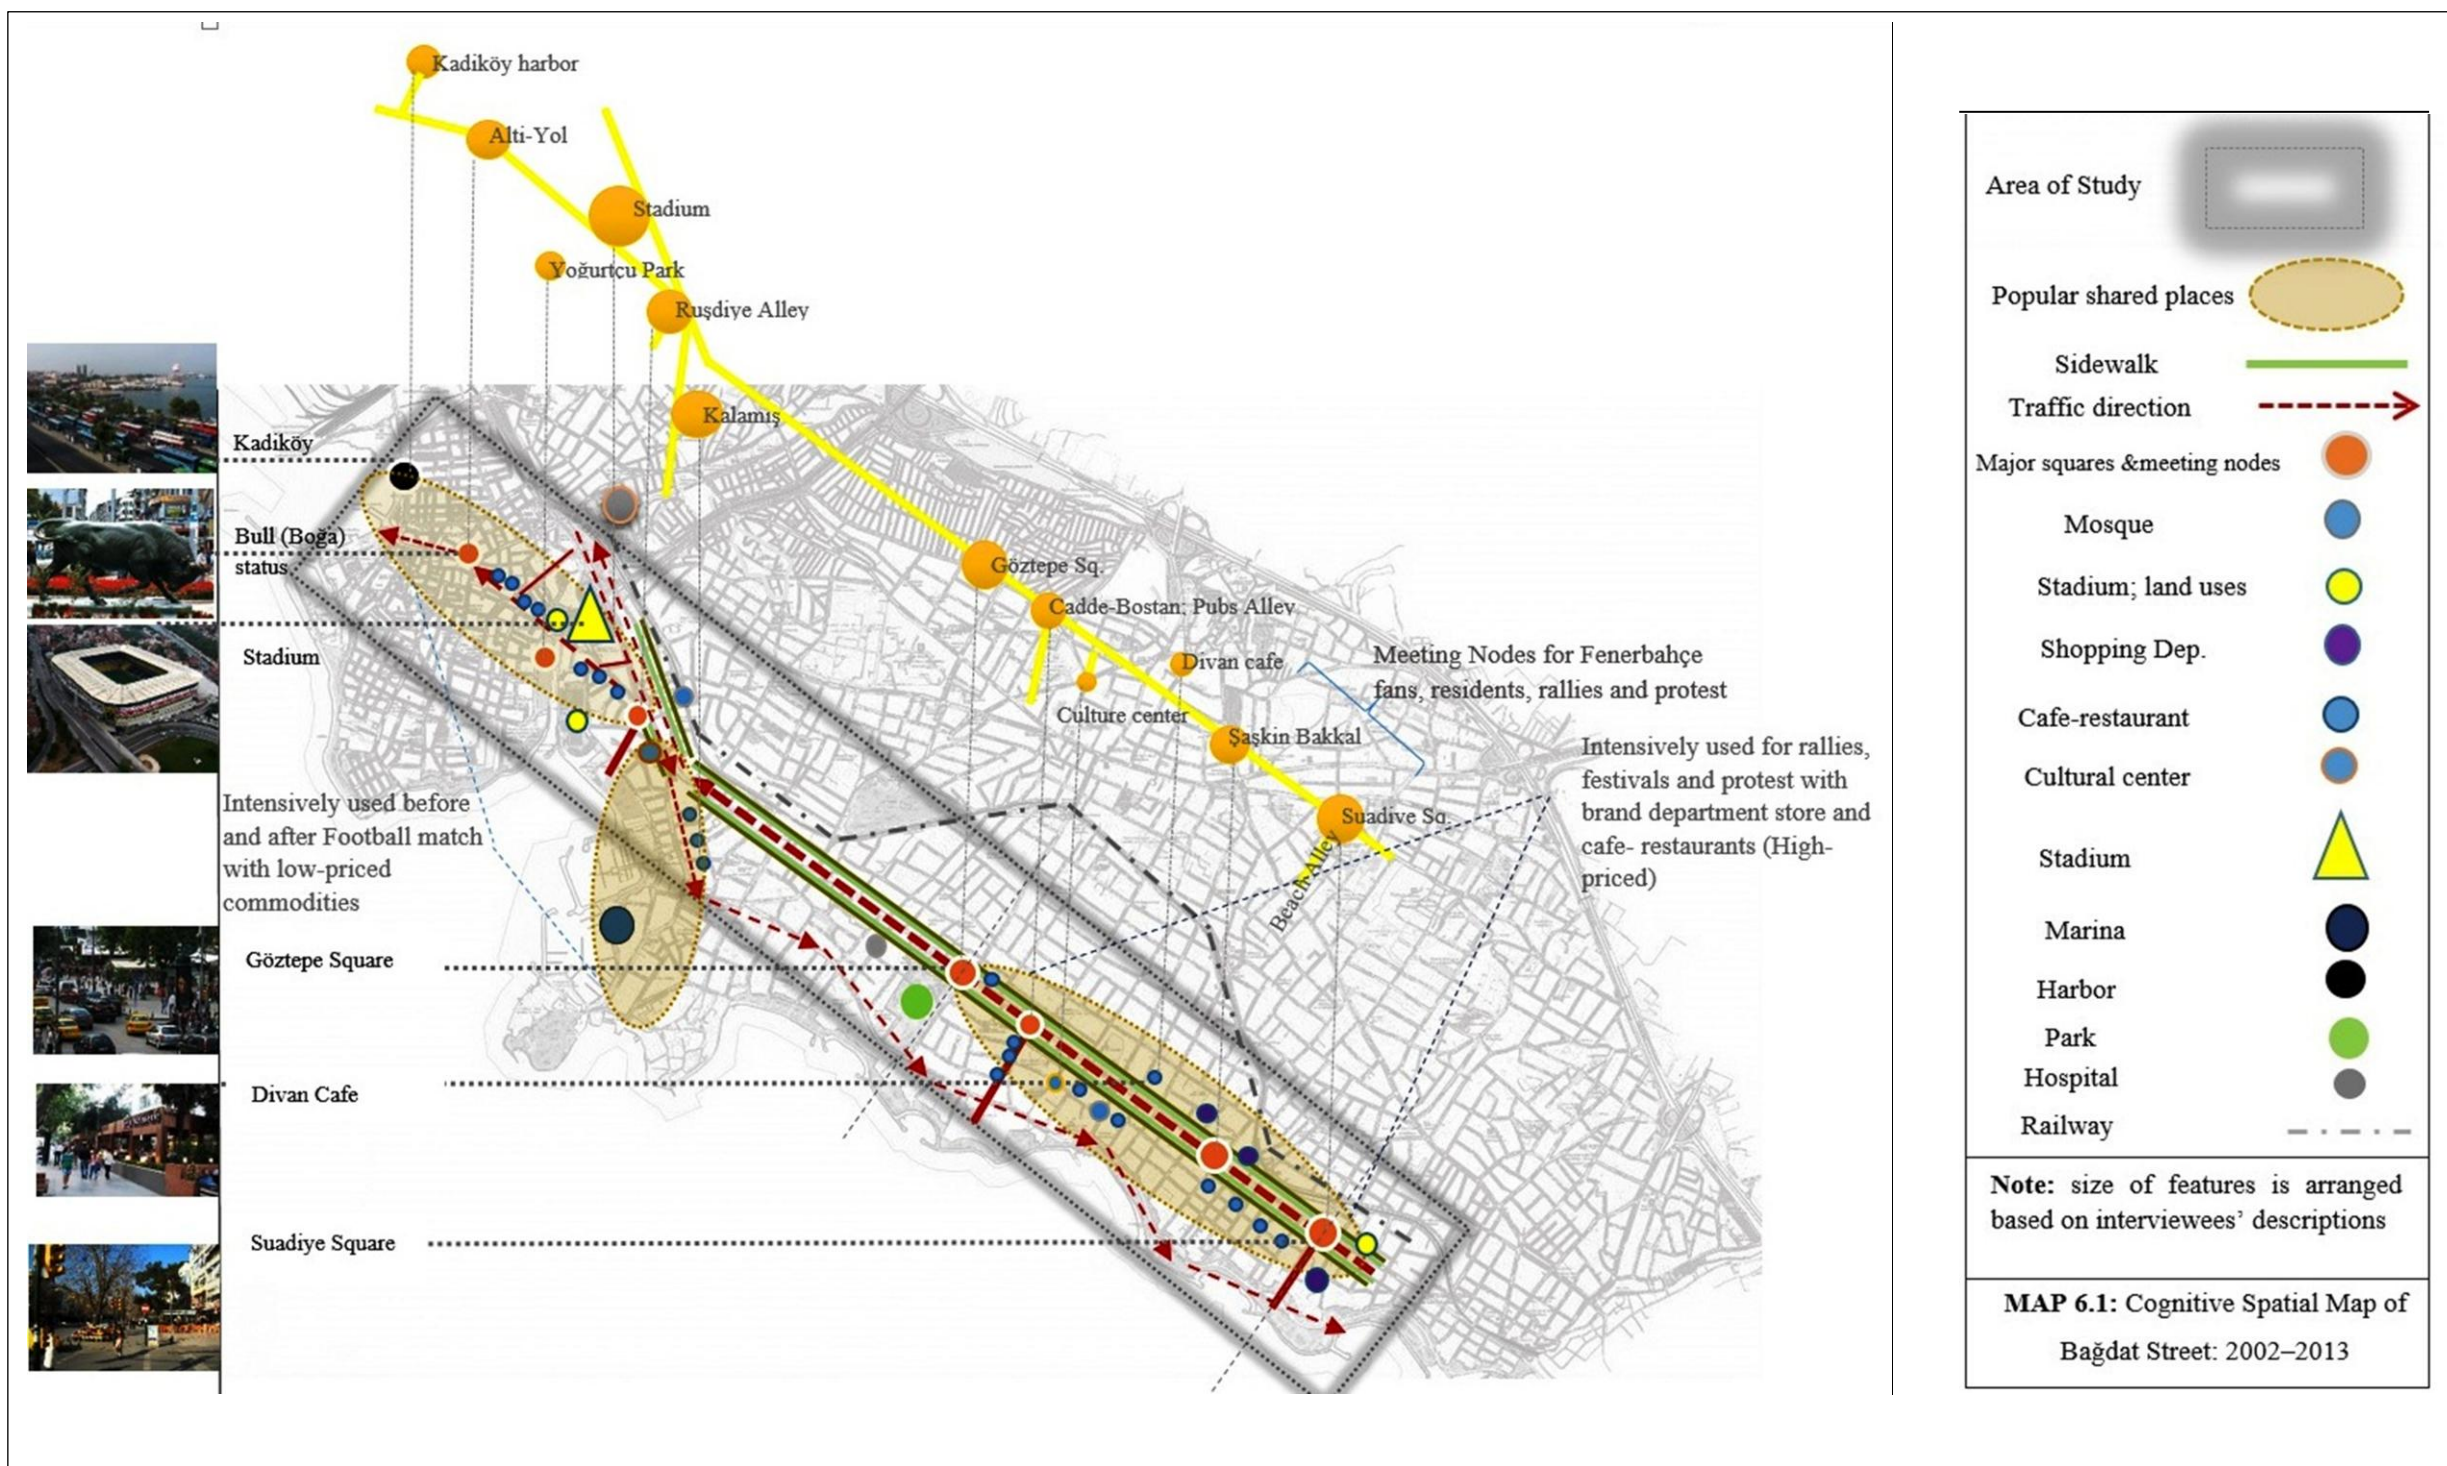 Kadiköy harbor
Alti-Yol
Stadium
Yoğurtçu Park
Ruşdiye Alley
Kalamış
Göztepe Sq.
Cadde-Bostan; Pubs Alley
Divan cafe
Culture center
Şaşkin Bakkal
Suadiye Sq.
Beach Alley
Meeting Nodes for Fenerbahçe
fans, residents, rallies and protest
Intensively used for rallies,
festivals and protest with
brand department store and
cafe- restaurants (High-
priced)
Kadiköy
Bull (Boğa)
status
Stadium
Intensively used before
and after Football match
with low-priced
commodities
Göztepe Square
Divan Cafe
Suadiye Square
Area of Study
Popular shared places
Sidewalk
Traffic direction
Major squares &meeting nodes
Mosque
Stadium; land uses
Shopping Dep.
Cafe-restaurant
Cultural center
Stadium
Marina
Harbor
Park
Hospital
Railway
Note: size of features is arranged
based on interviewees' descriptions
MAP 6.1: Cognitive Spatial Map of
Bağdat Street: 2002–2013